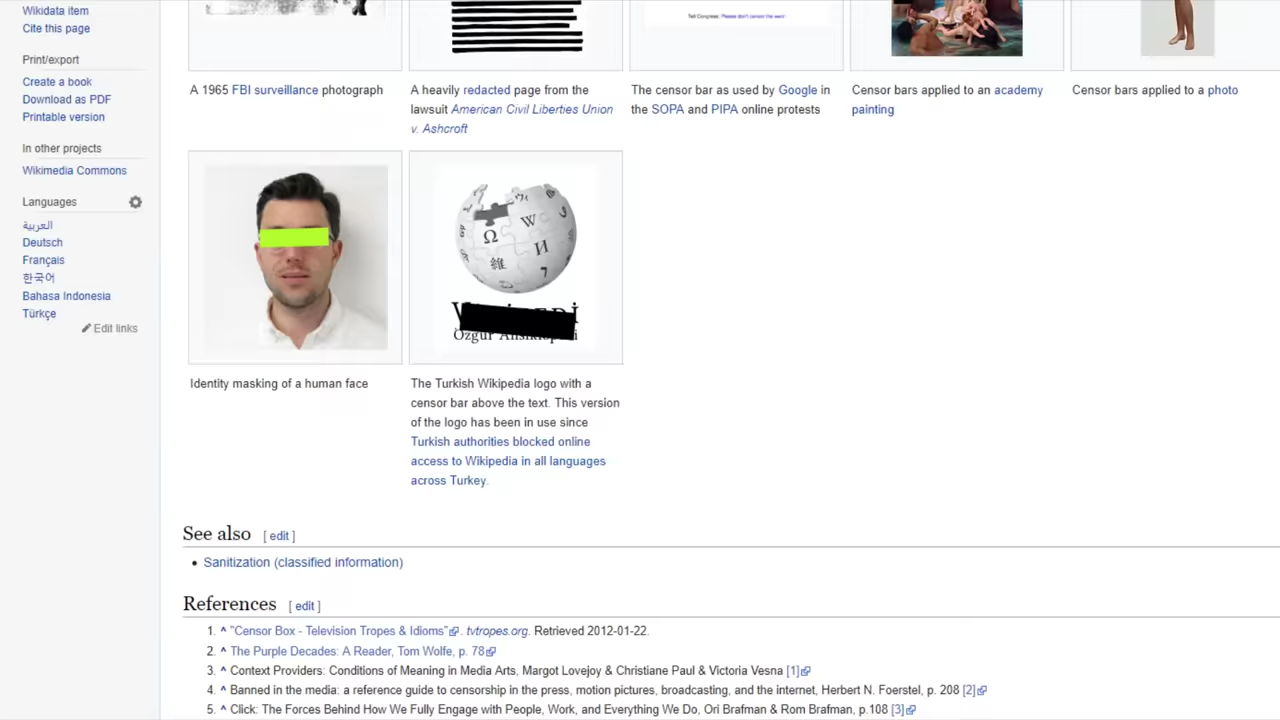 Wikidata item
Cite this page
Print/export
Create a book
Download as PDF
Printable version
In other projects
Wikimedia Commons
Languages
العربية
Deutsch
Français
한국어
Bahasa Indonesia
Türkçe
Edit links
Tell Congress: Please don't censor the web!
A 1965 FBI surveillance photograph
A heavily redacted page from the
lawsuit American Civil Liberties Union
v. Ashcroft
The censor bar as used by Google in
the SOPA and PIPA online protests
Censor bars applied to an academy
painting
Censor bars applied to a photo
Ω
W
И
維
Özgür Ansiklopedi
Identity masking of a human face
The Turkish Wikipedia logo with a
censor bar above the text. This version
of the logo has been in use since
Turkish authorities blocked online
access to Wikipedia in all languages
across Turkey.
See also [ edit ]
• Sanitization (classified information)
References [ edit ]
1. ^ "Censor Box - Television Tropes & Idioms". tvtropes.org. Retrieved 2012-01-22.
2. ^ The Purple Decades: A Reader, Tom Wolfe, p. 78
3. ^ Context Providers: Conditions of Meaning in Media Arts, Margot Lovejoy & Christiane Paul & Victoria Vesna [1]
4. ^ Banned in the media: a reference guide to censorship in the press, motion pictures, broadcasting, and the internet, Herbert N. Foerstel, p. 208 [2]
5. ^ Click: The Forces Behind How We Fully Engage with People, Work, and Everything We Do, Ori Brafman & Rom Brafman, p.108 [3]